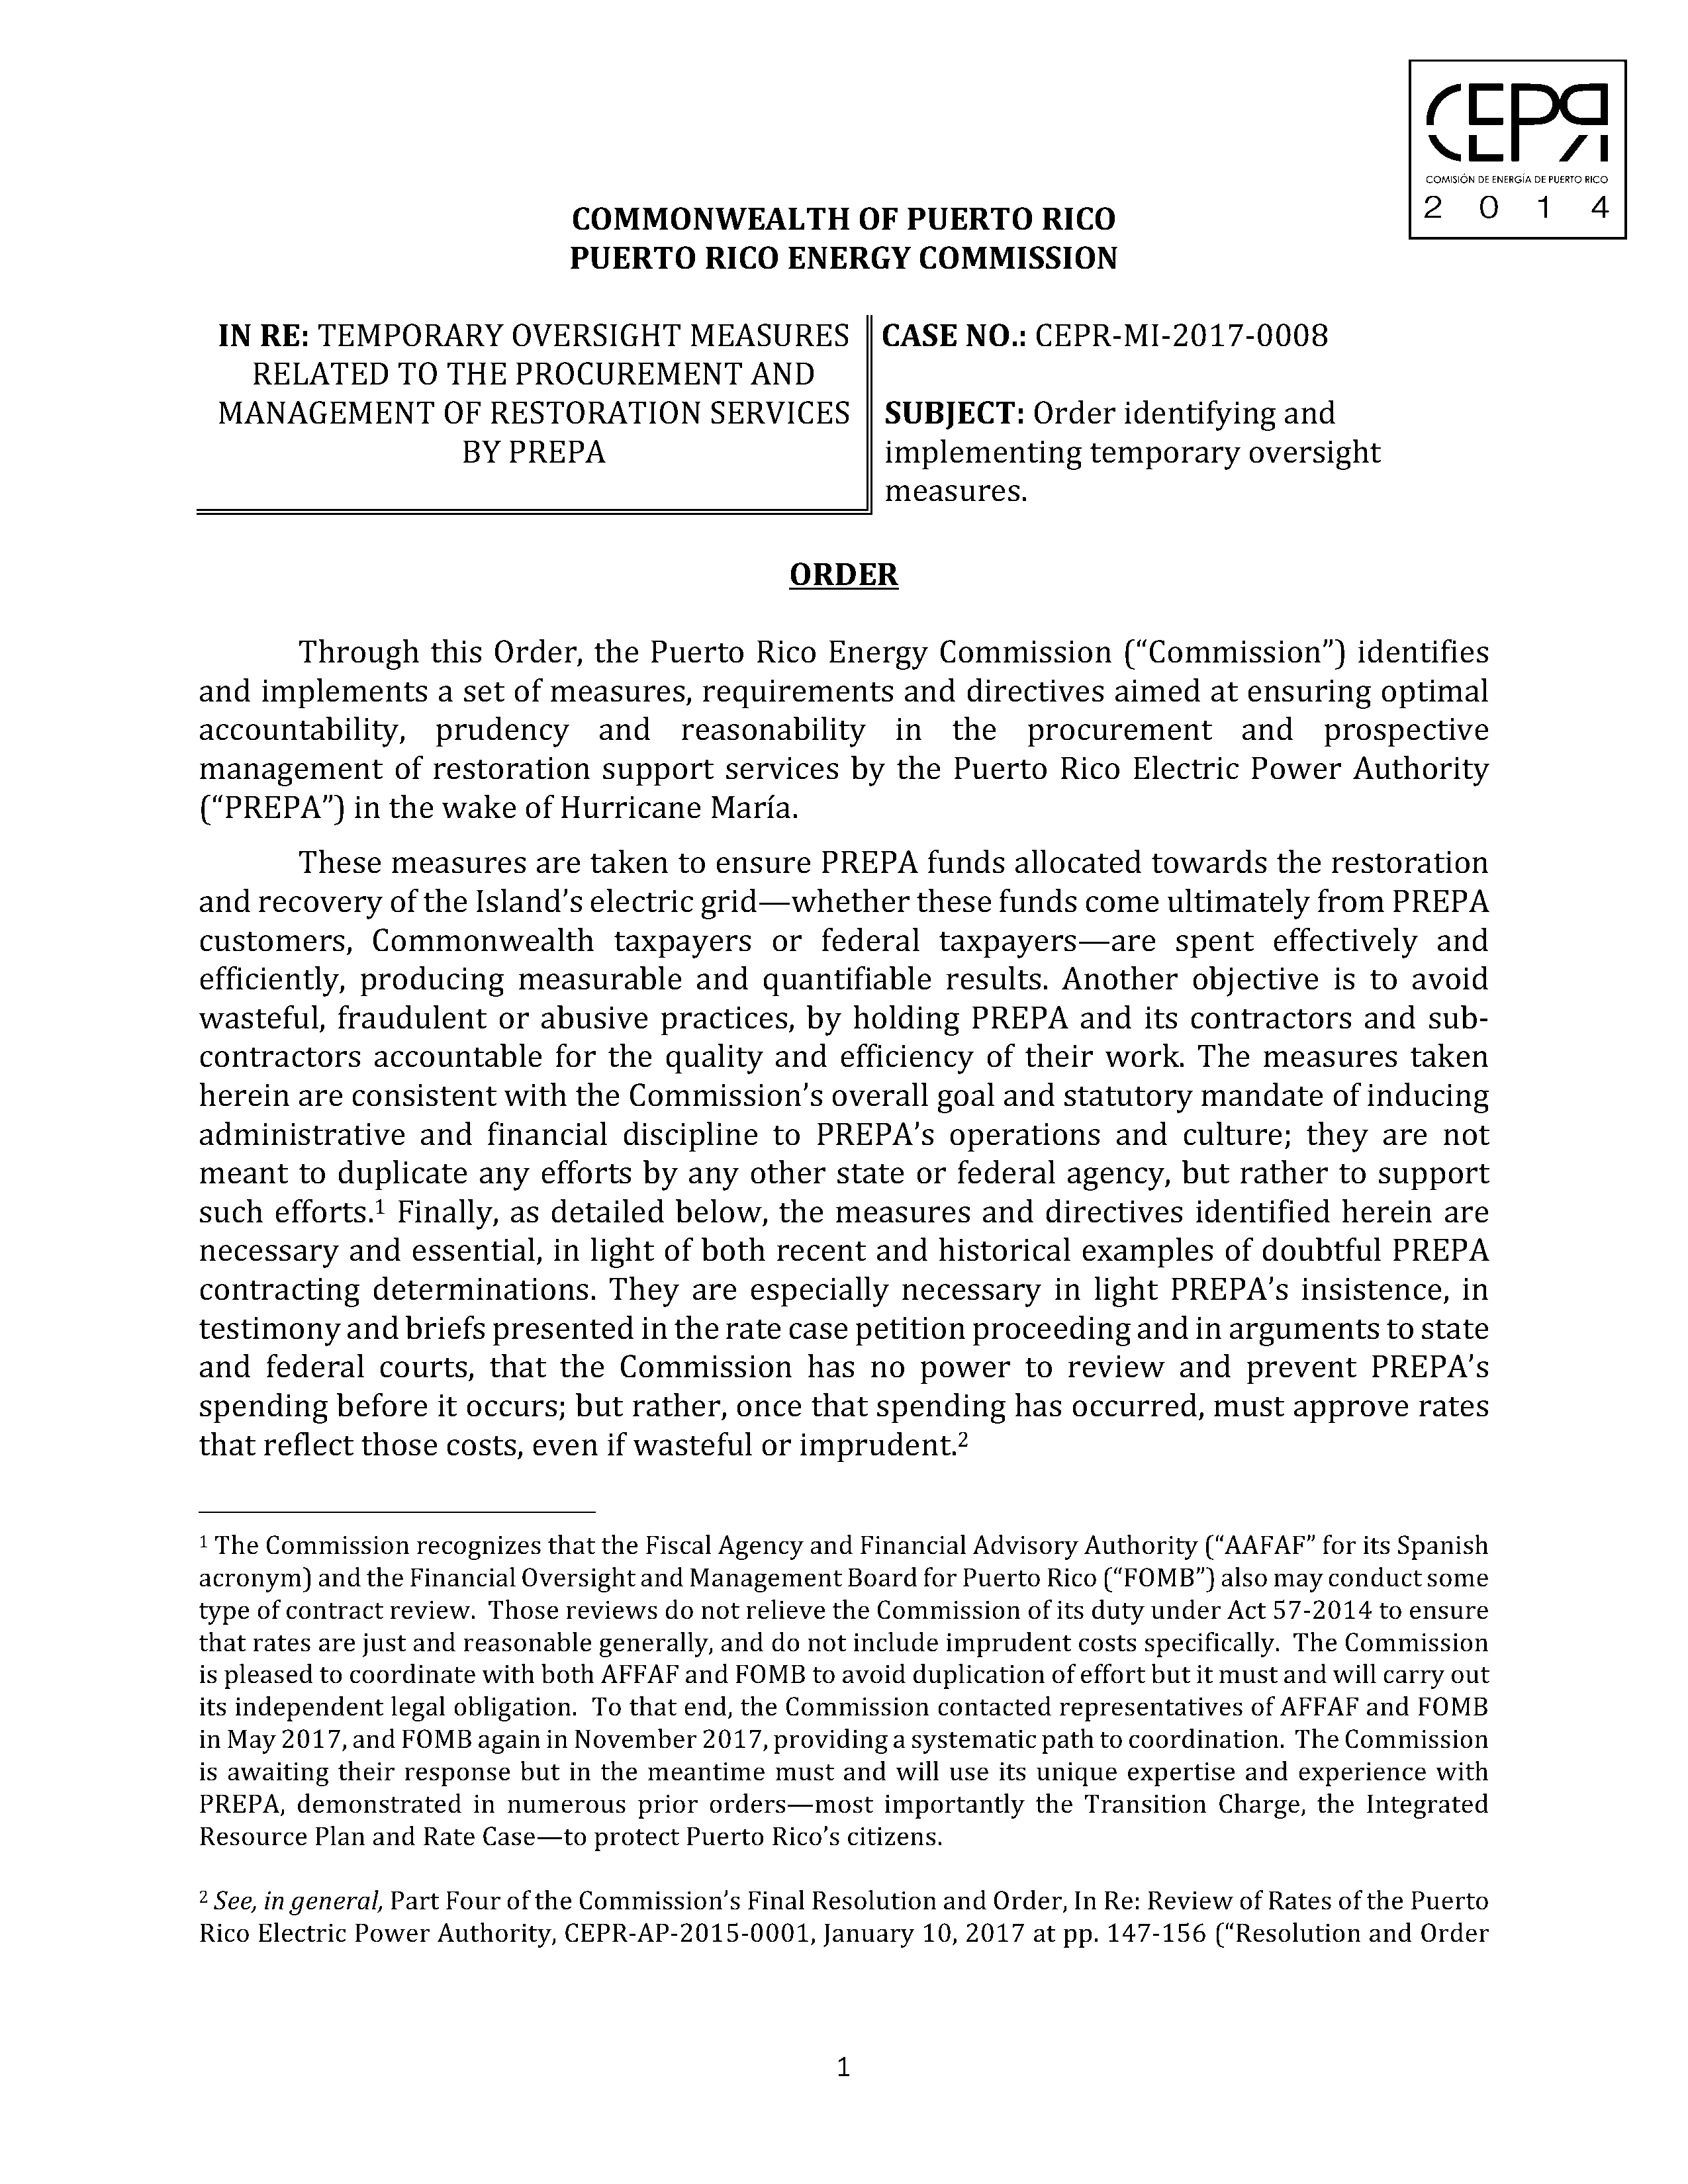 CEPR
COMISIÓN DE ENERGÍA DE PUERTO RICO
2 0 1 4
COMMONWEALTH OF PUERTO RICO
PUERTO RICO ENERGY COMMISSION
IN RE: TEMPORARY OVERSIGHT MEASURES
RELATED TO THE PROCUREMENT AND
MANAGEMENT OF RESTORATION SERVICES
BY PREPA
CASE NO.: CEPR-MI-2017-0008
SUBJECT: Order identifying and
implementing temporary oversight
measures.
ORDER
Through this Order, the Puerto Rico Energy Commission (“Commission”) identifies
and implements a set of measures, requirements and directives aimed at ensuring optimal
accountability, prudency and reasonability in the procurement and prospective
management of restoration support services by the Puerto Rico Electric Power Authority
(“PREPA”) in the wake of Hurricane María.
These measures are taken to ensure PREPA funds allocated towards the restoration
and recovery of the Island’s electric grid—whether these funds come ultimately from PREPA
customers, Commonwealth taxpayers or federal taxpayers—are spent effectively and
efficiently, producing measurable and quantifiable results. Another objective is to avoid
wasteful, fraudulent or abusive practices, by holding PREPA and its contractors and sub-
contractors accountable for the quality and efficiency of their work. The measures taken
herein are consistent with the Commission’s overall goal and statutory mandate of inducing
administrative and financial discipline to PREPA’s operations and culture; they are not
meant to duplicate any efforts by any other state or federal agency, but rather to support
such efforts.1 Finally, as detailed below, the measures and directives identified herein are
necessary and essential, in light of both recent and historical examples of doubtful PREPA
contracting determinations. They are especially necessary in light PREPA’s insistence, in
testimony and briefs presented in the rate case petition proceeding and in arguments to state
and federal courts, that the Commission has no power to review and prevent PREPA’s
spending before it occurs; but rather, once that spending has occurred, must approve rates
that reflect those costs, even if wasteful or imprudent.2
1 The Commission recognizes that the Fiscal Agency and Financial Advisory Authority (“AAFAF” for its Spanish
acronym) and the Financial Oversight and Management Board for Puerto Rico (“FOMB”) also may conduct some
type of contract review. Those reviews do not relieve the Commission of its duty under Act 57-2014 to ensure
that rates are just and reasonable generally, and do not include imprudent costs specifically. The Commission
is pleased to coordinate with both AFFAF and FOMB to avoid duplication of effort but it must and will carry out
its independent legal obligation. To that end, the Commission contacted representatives of AFFAF and FOMB
in May 2017, and FOMB again in November 2017, providing a systematic path to coordination. The Commission
is awaiting their response but in the meantime must and will use its unique expertise and experience with
PREPA, demonstrated in numerous prior orders—most importantly the Transition Charge, the Integrated
Resource Plan and Rate Case—to protect Puerto Rico’s citizens.
2 See, in general, Part Four of the Commission’s Final Resolution and Order, In Re: Review of Rates of the Puerto
Rico Electric Power Authority, CEPR-AP-2015-0001, January 10, 2017 at pp. 147-156 (“Resolution and Order
1